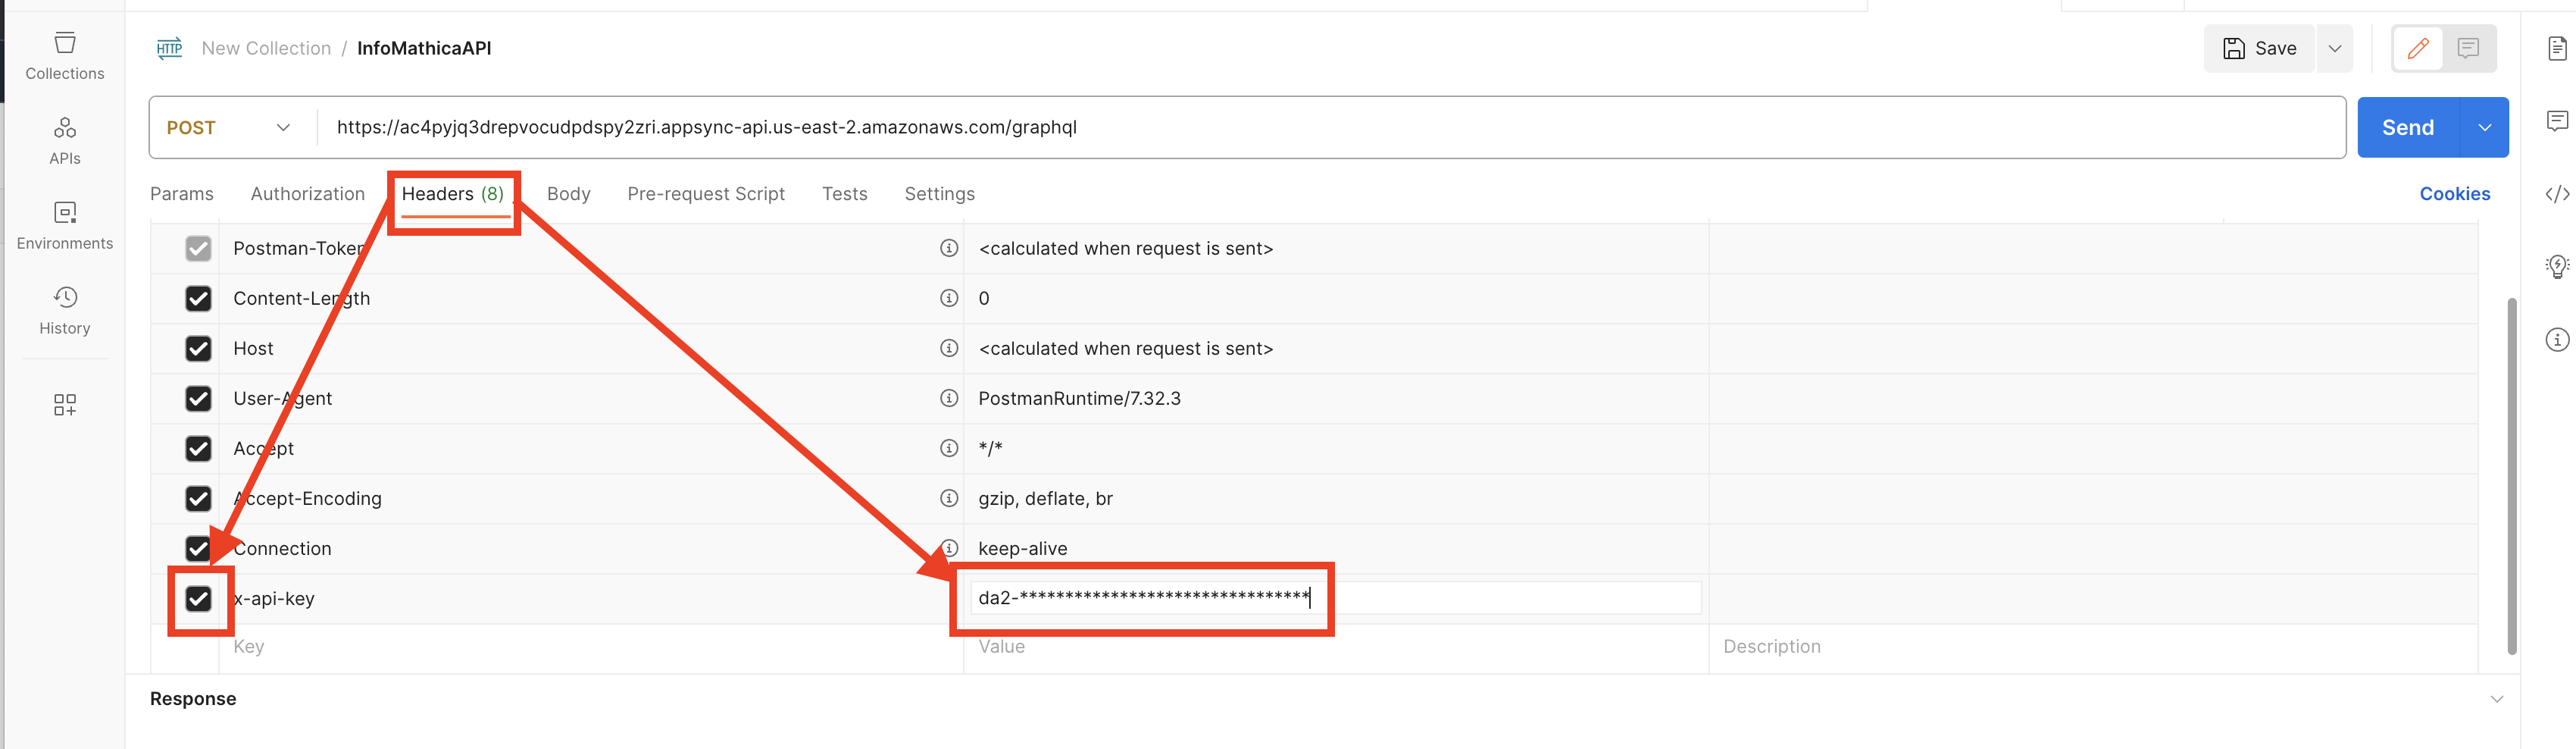 Collections
APIs
Environments
History
HTTP New Collection / InfoMathicaAPI
Save
POST https://ac4pyjq3drepvocudpdspy2zri.appsync-api.us-east-2.amazonaws.com/graphql
Send
Params Authorization Headers (8) Body Pre-request Script Tests Settings Cookies
Postman-Token <calculated when request is sent>
Content-Length 0
Host <calculated when request is sent>
User-Agent PostmanRuntime/7.32.3
Accept */*
Accept-Encoding gzip, deflate, br
Connection keep-alive
x-api-key da2-********************************
Key Value Description
Response